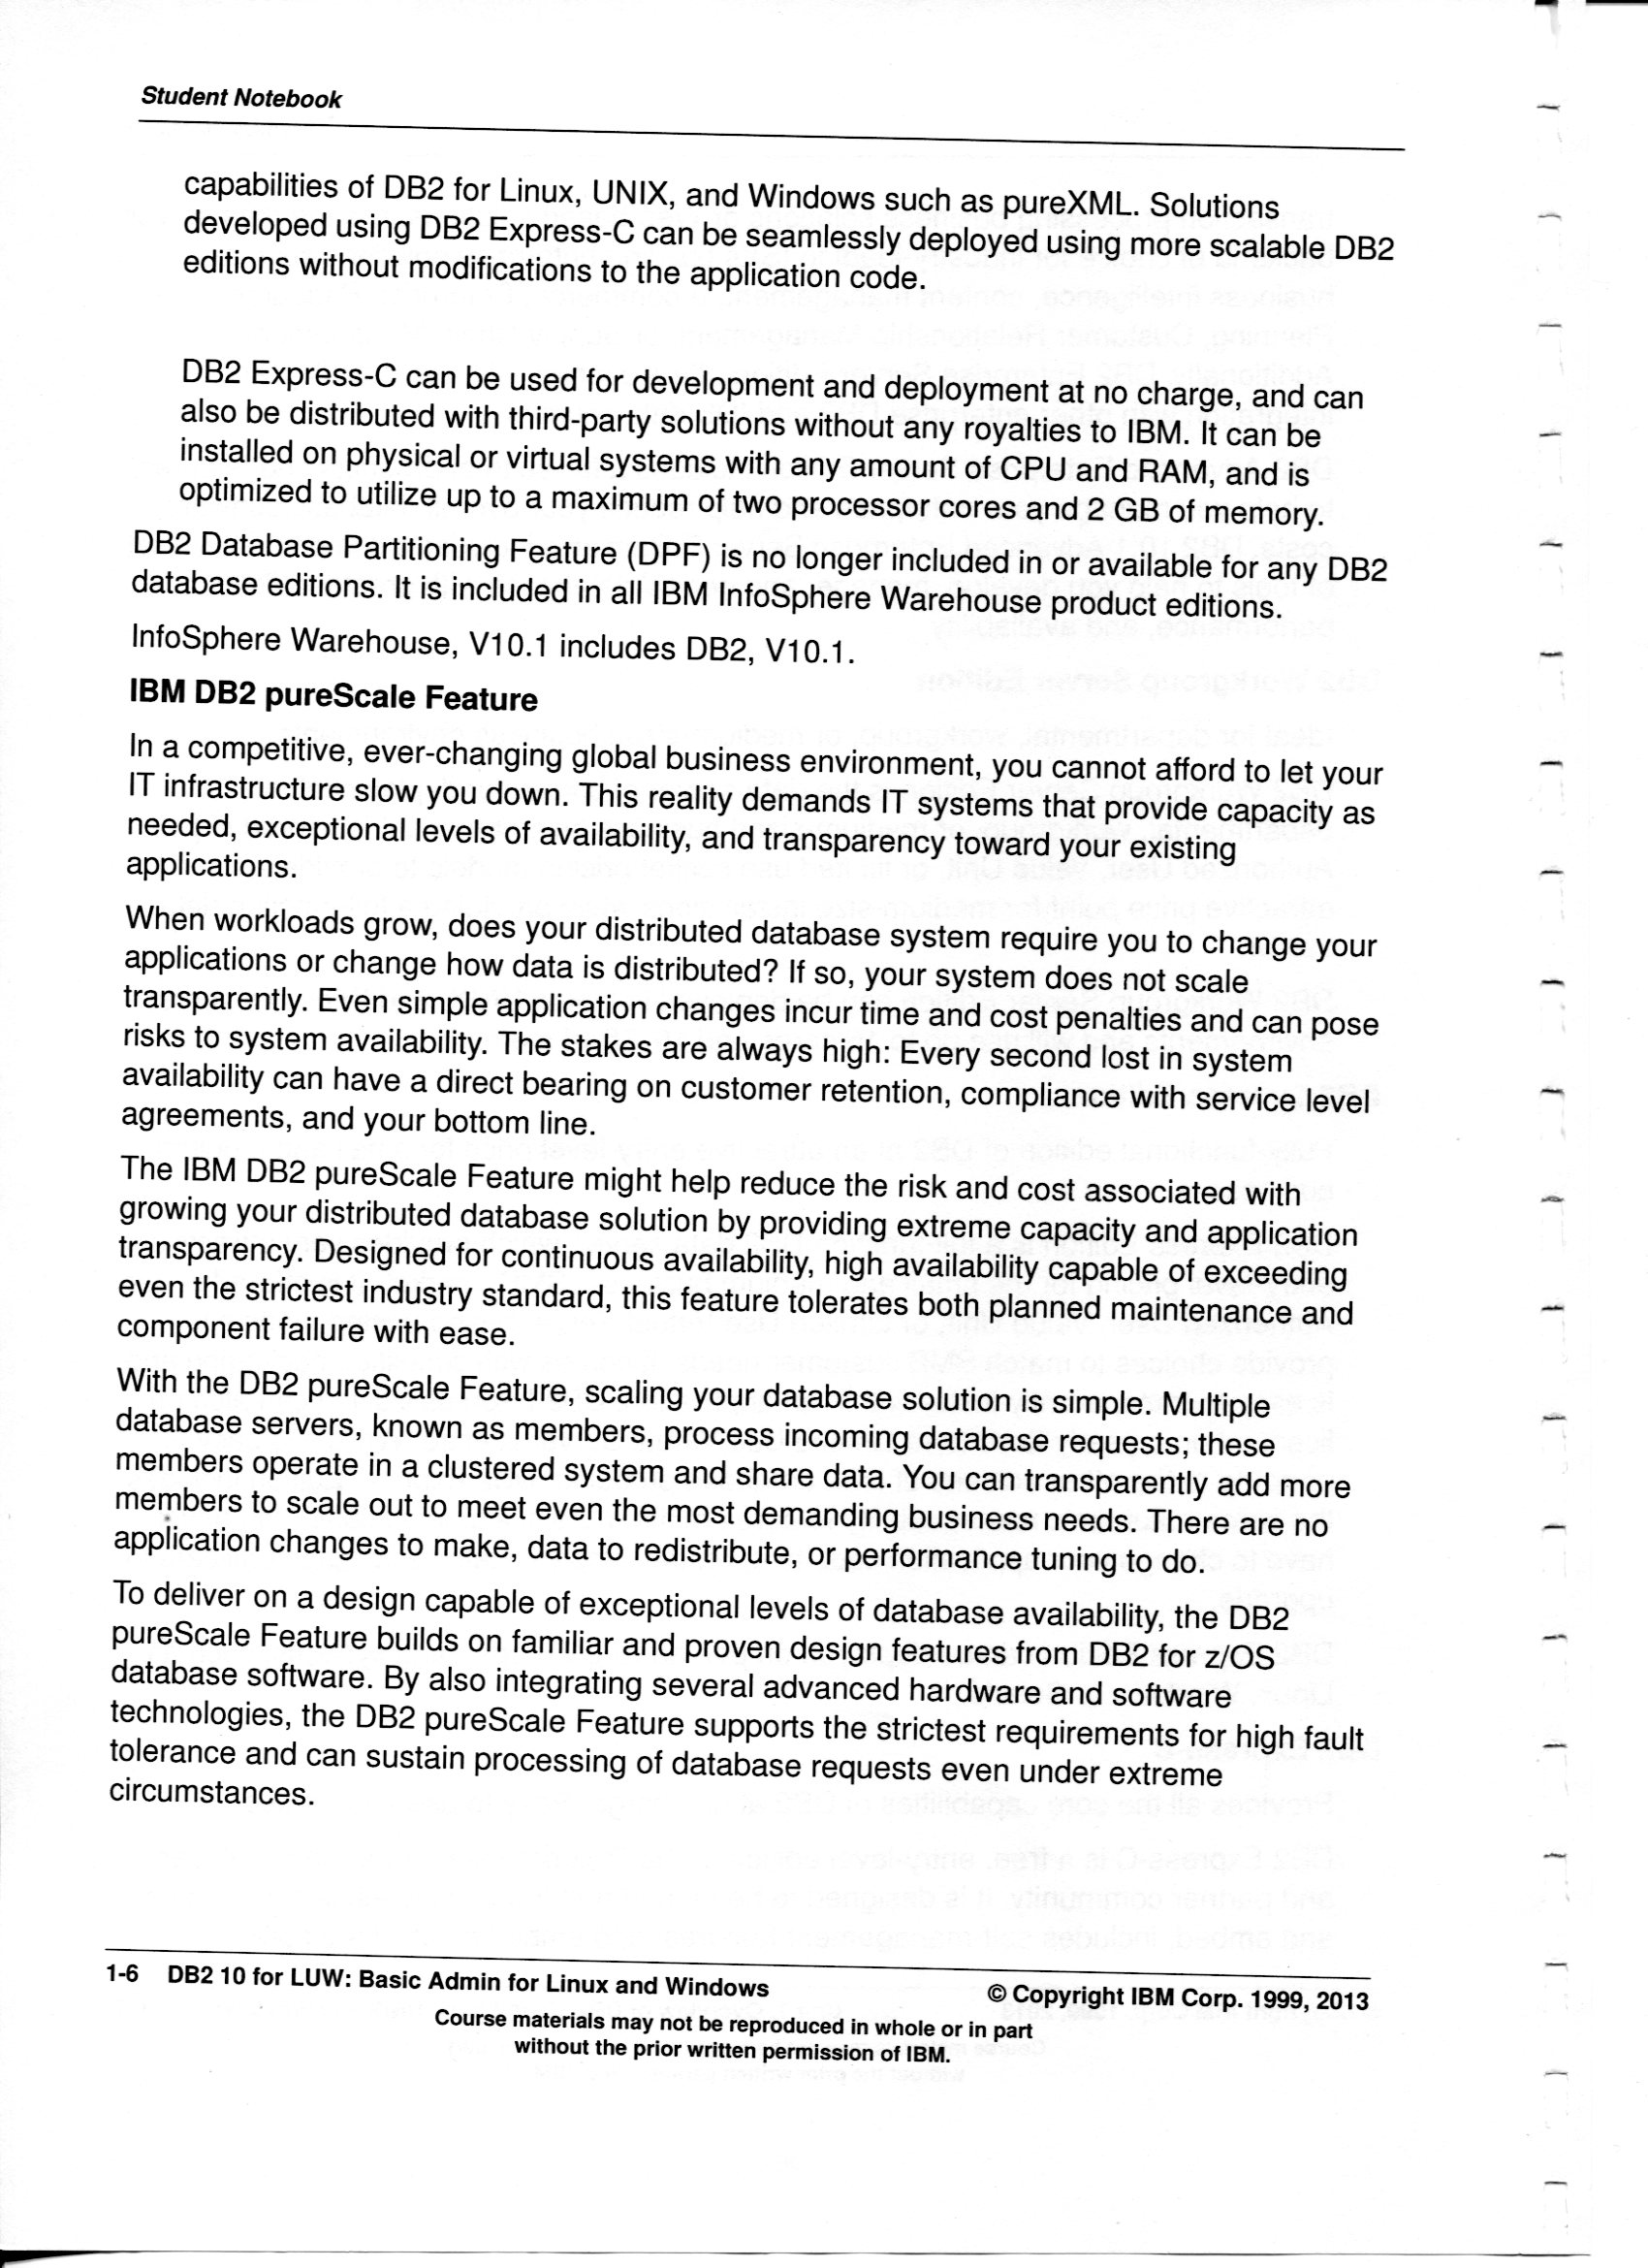 Student Notebook
capabilities of DB2 for Linux, UNIX, and Windows such as pureXML. Solutions
developed using DB2 Express-C can be seamlessly deployed using more scalable DB2
editions without modifications to the application code.
DB2 Express-C can be used for development and deployment at no charge, and can
also be distributed with third-party solutions without any royalties to IBM. It can be
installed on physical or virtual systems with any amount of CPU and RAM, and is
optimized to utilize up to a maximum of two processor cores and 2 GB of memory.
DB2 Database Partitioning Feature (DPF) is no longer included in or available for any DB2
database editions. It is included in all IBM InfoSphere Warehouse product editions.
InfoSphere Warehouse, V10.1 includes DB2, V10.1.
IBM DB2 pureScale Feature
In a competitive, ever-changing global business environment, you cannot afford to let your
IT infrastructure slow you down. This reality demands IT systems that provide capacity as
needed, exceptional levels of availability, and transparency toward your existing
applications.
When workloads grow, does your distributed database system require you to change your
applications or change how data is distributed? If so, your system does not scale
transparently. Even simple application changes incur time and cost penalties and can pose
risks to system availability. The stakes are always high: Every second lost in system
availability can have a direct bearing on customer retention, compliance with service level
agreements, and your bottom line.
The IBM DB2 pureScale Feature might help reduce the risk and cost associated with
growing your distributed database solution by providing extreme capacity and application
transparency. Designed for continuous availability, high availability capable of exceeding
even the strictest industry standard, this feature tolerates both planned maintenance and
component failure with ease.
With the DB2 pureScale Feature, scaling your database solution is simple. Multiple
database servers, known as members, process incoming database requests; these
members operate in a clustered system and share data. You can transparently add more
members to scale out to meet even the most demanding business needs. There are no
application changes to make, data to redistribute, or performance tuning to do.
To deliver on a design capable of exceptional levels of database availability, the DB2
pureScale Feature builds on familiar and proven design features from DB2 for z/OS
database software. By also integrating several advanced hardware and software
technologies, the DB2 pureScale Feature supports the strictest requirements for high fault
tolerance and can sustain processing of database requests even under extreme
circumstances.
1-6 DB2 10 for LUW: Basic Admin for Linux and Windows © Copyright IBM Corp. 1999, 2013
Course materials may not be reproduced in whole or in part
without the prior written permission of IBM.